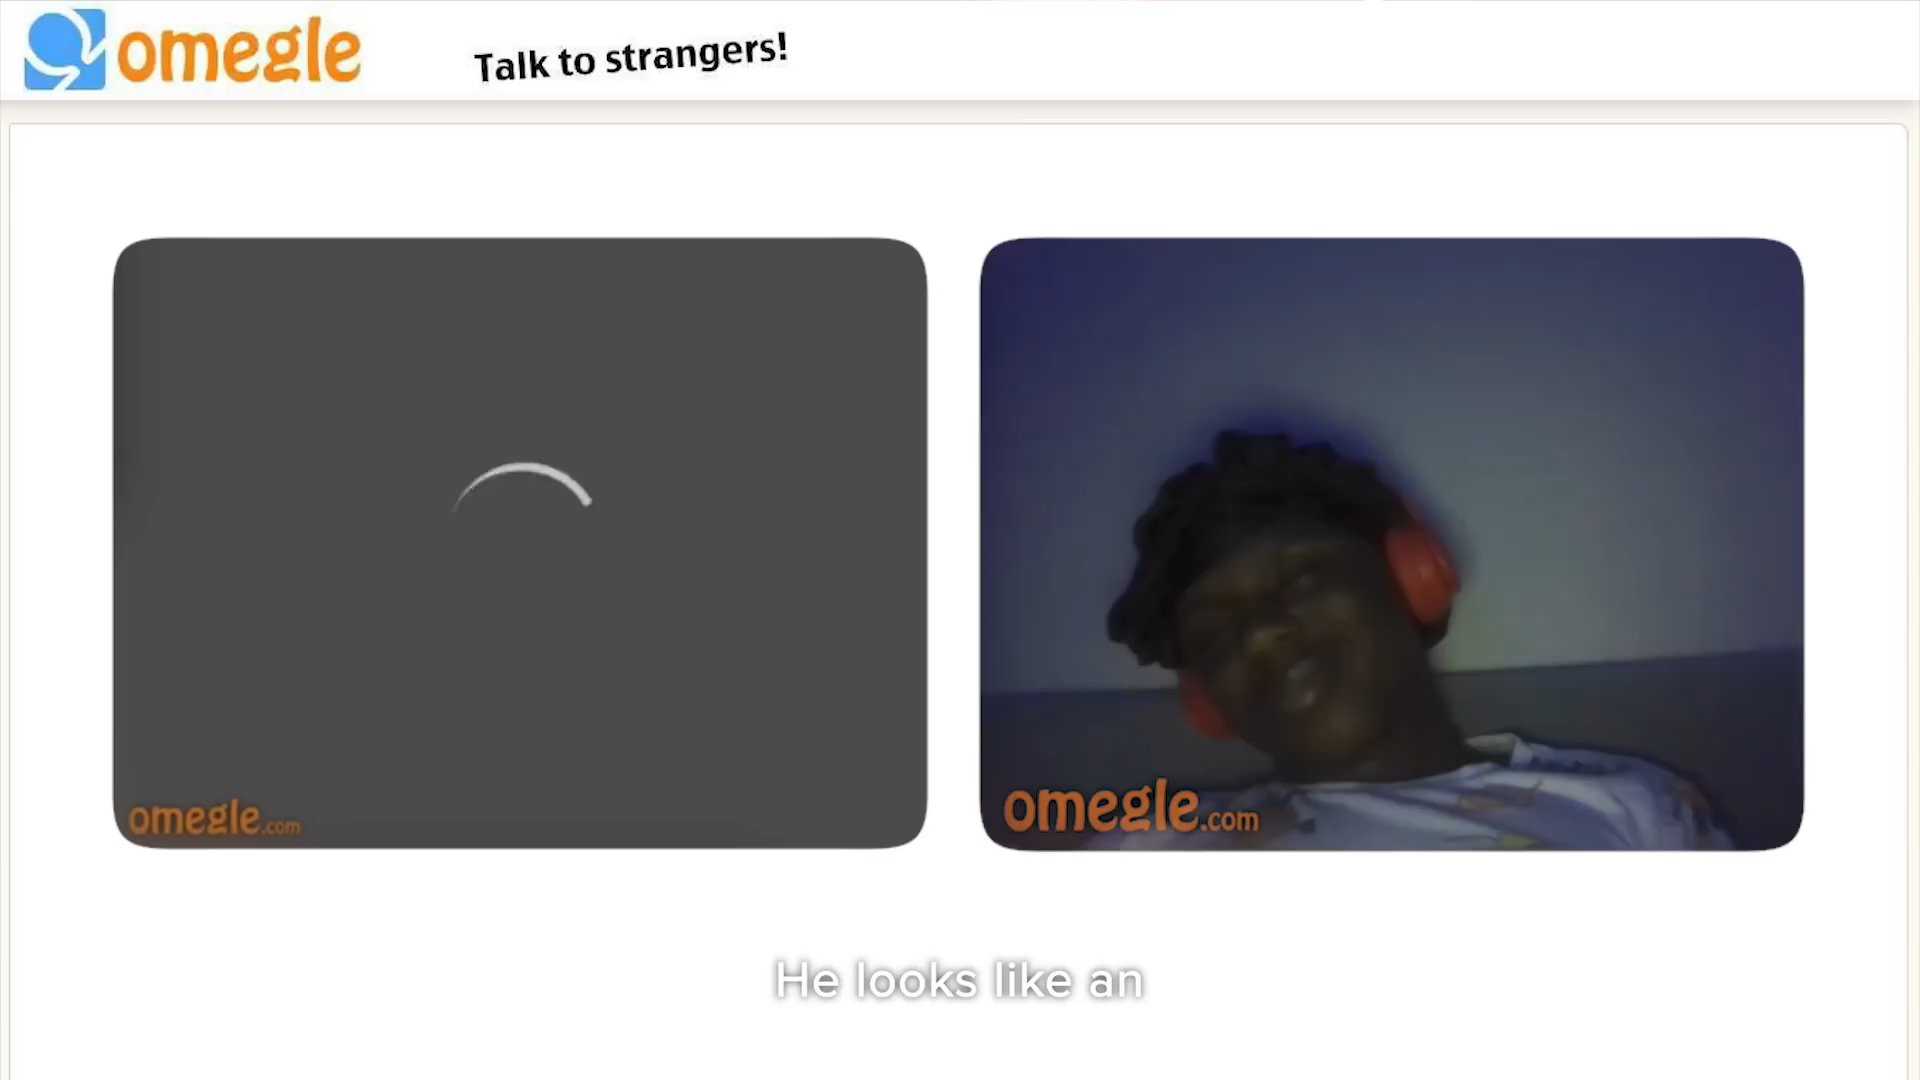 omegle
Talk to strangers!
omegle.com
omegle.com
He looks like an